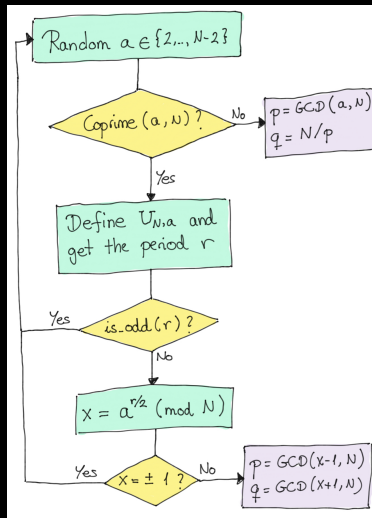 Random a ∈ {2,..., N-2}
Coprime (a, N)?
No
p = GCD (a, N)
q = N/p
Yes
Define U_{N,a} and
get the period r
Yes
is_odd (r)?
No
x = a^{r/2} (mod N)
Yes
x = ± 1?
No
p = GCD (x-1, N)
q = GCD (x+1, N)